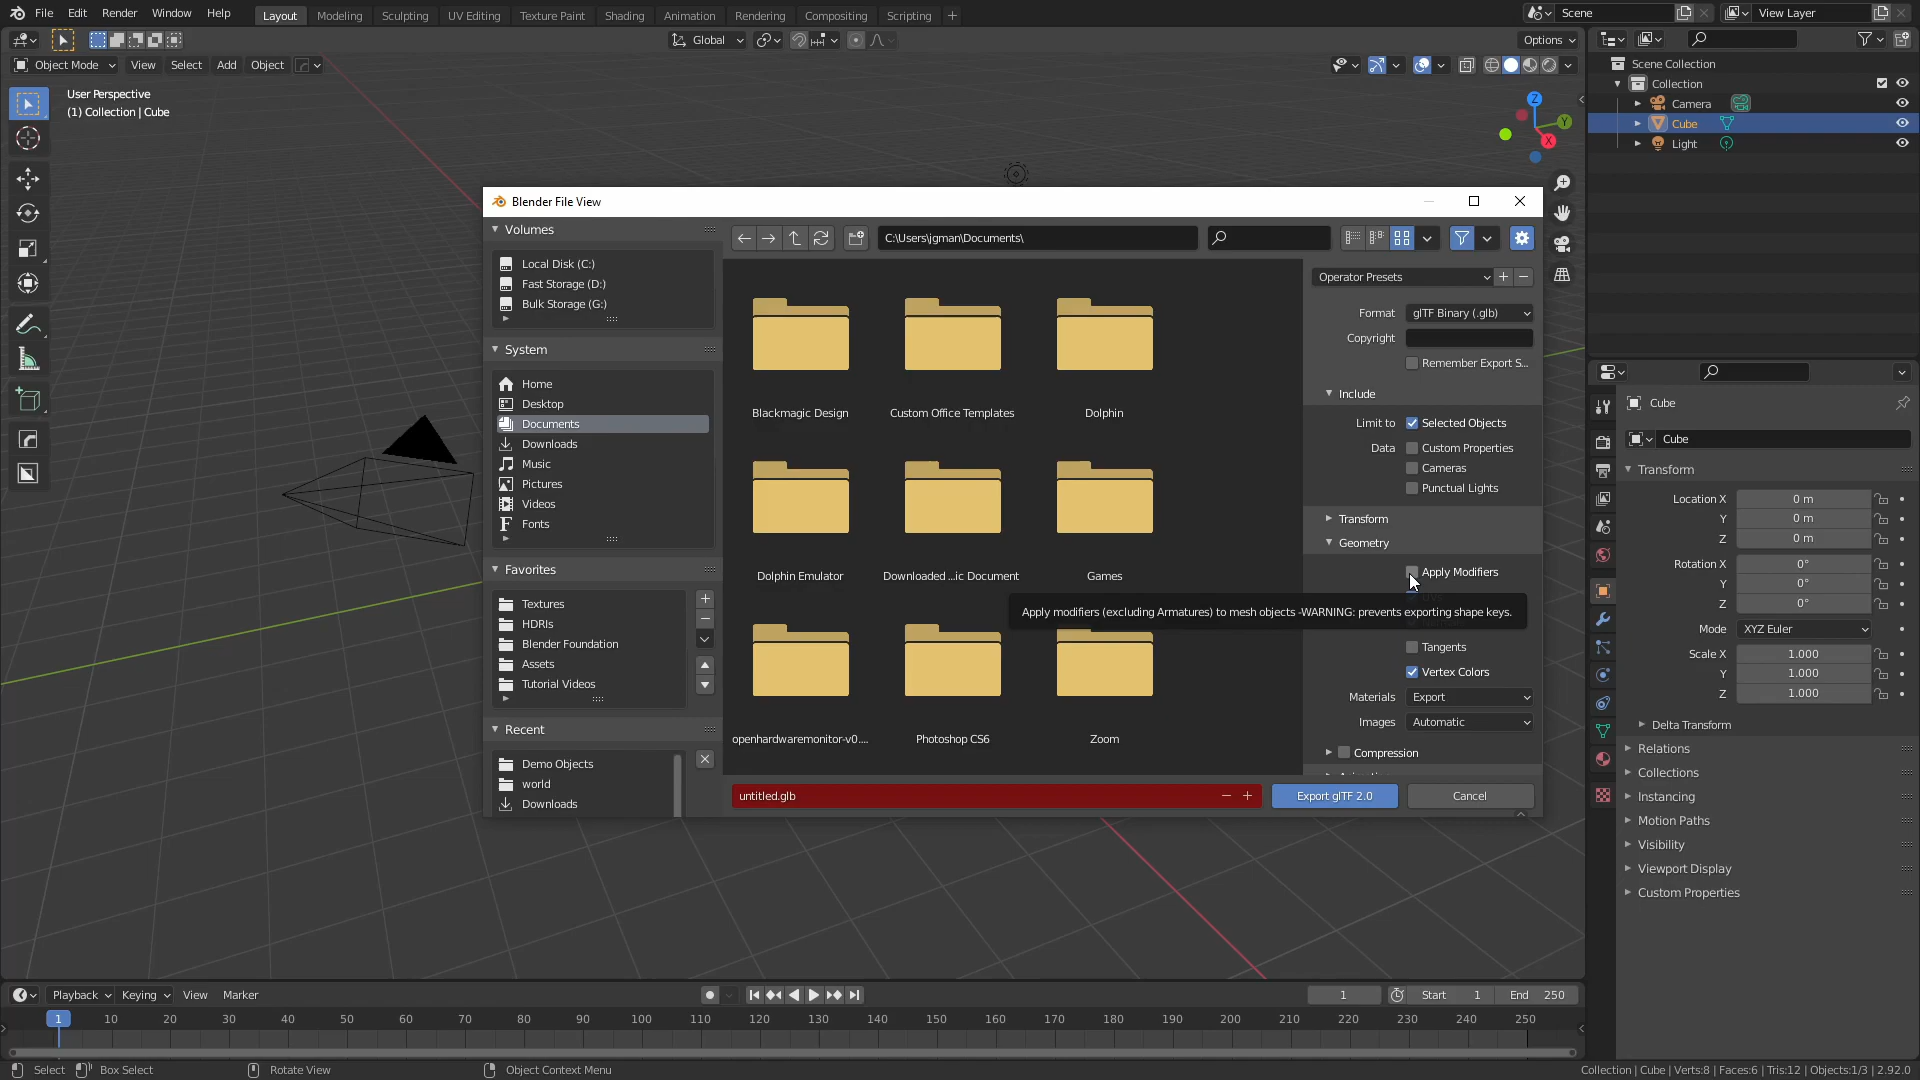 File Edit Render Window Help Layout Modeling Sculpting UV Editing Texture Paint Shading Animation Rendering Compositing Scripting + Scene View Layer
Global Options
Object Mode View Select Add Object
User Perspective
(1) Collection | Cube
Z
Y
X
Scene Collection
Collection
Camera
Cube
Light
Blender File View
Volumes
Local Disk (C:)
Fast Storage (D:)
Bulk Storage (G:)
System
Home
Desktop
Documents
Downloads
Music
Pictures
Videos
Fonts
Favorites
Textures
HDRIs
Blender Foundation
Assets
Tutorial Videos
Recent
Demo Objects
world
Downloads
C:\Users\jgman\Documents\
Blackmagic Design Custom Office Templates Dolphin
Dolphin Emulator Downloaded ...ic Document Games
openhardwaremonitor-v0.... Photoshop CS6 Zoom
untitled.glb
Export glTF 2.0 Cancel
Operator Presets
Format glTF Binary (.glb)
Copyright
Remember Export S...
Include
Limit to Selected Objects
Data Custom Properties
Cameras
Punctual Lights
Transform
Geometry
Apply Modifiers
Apply modifiers (excluding Armatures) to mesh objects -WARNING: prevents exporting shape keys.
Tangents
Vertex Colors
Materials Export
Images Automatic
Compression
Cube
Cube
Transform
Location X 0 m
Y 0 m
Z 0 m
Rotation X 0°
Y 0°
Z 0°
Mode XYZ Euler
Scale X 1.000
Y 1.000
Z 1.000
Delta Transform
Relations
Collections
Instancing
Motion Paths
Visibility
Viewport Display
Custom Properties
Playback Keying View Marker 1 Start 1 End 250
1 10 20 30 40 50 60 70 80 90 100 110 120 130 140 150 160 170 180 190 200 210 220 230 240 250
Select Box Select Rotate View Object Context Menu Collection | Cube | Verts:8 | Faces:6 | Tris:12 | Objects:1/3 | 2.92.0